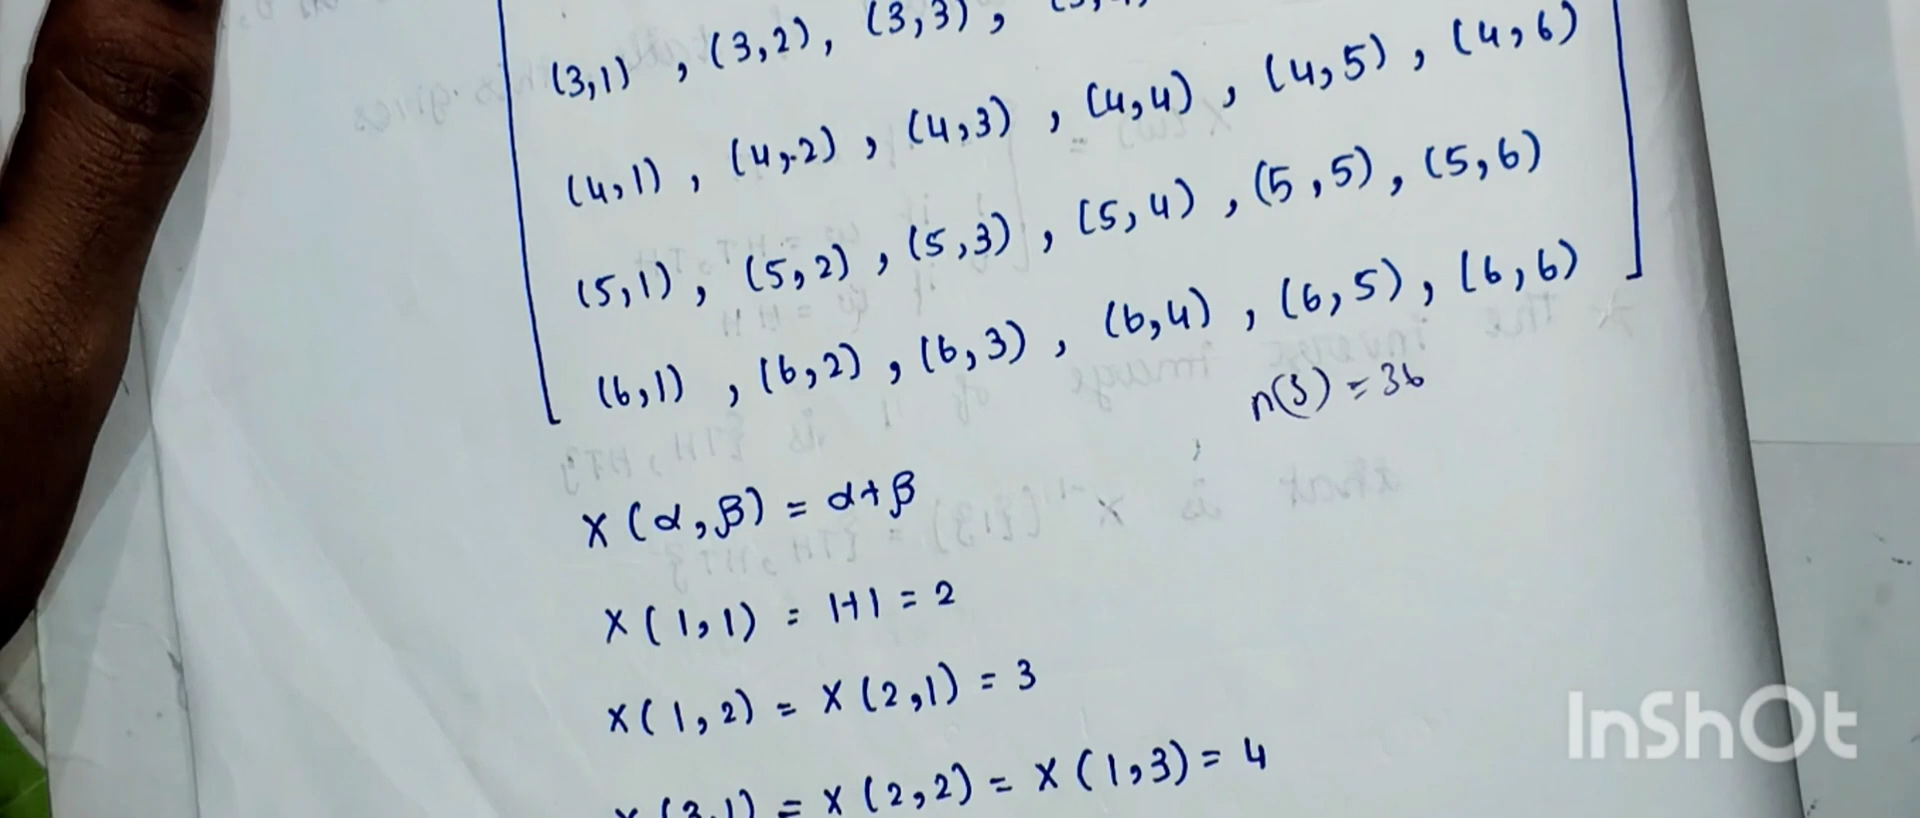 (3,1) , (3,2), (3,3) ,
(4,1) , (4,2) , (4,3) , (4,4) , (4,5) , (4,6)
(5,1) , (5,2) , (5,3) , (5,4) , (5,5) , (5,6)
(6,1) , (6,2) , (6,3) , (6,4) , (6,5) , (6,6)
n(S) = 36
X (α,β) = α+β
X (1,1) = 1+1 = 2
X (1,2) = X (2,1) = 3
X (3,1) = X (2,2) = X (1,3) = 4
InShOt